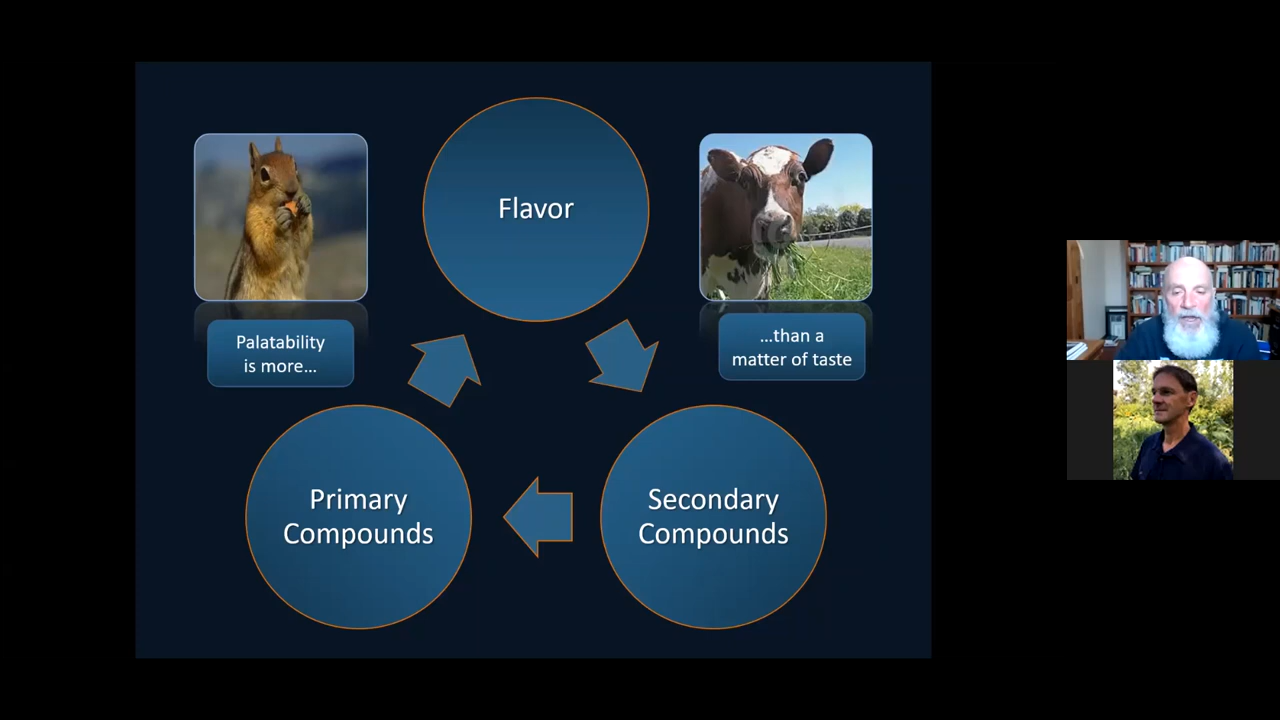 Flavor
Palatability
is more...
...than a
matter of taste
Primary
Compounds
Secondary
Compounds